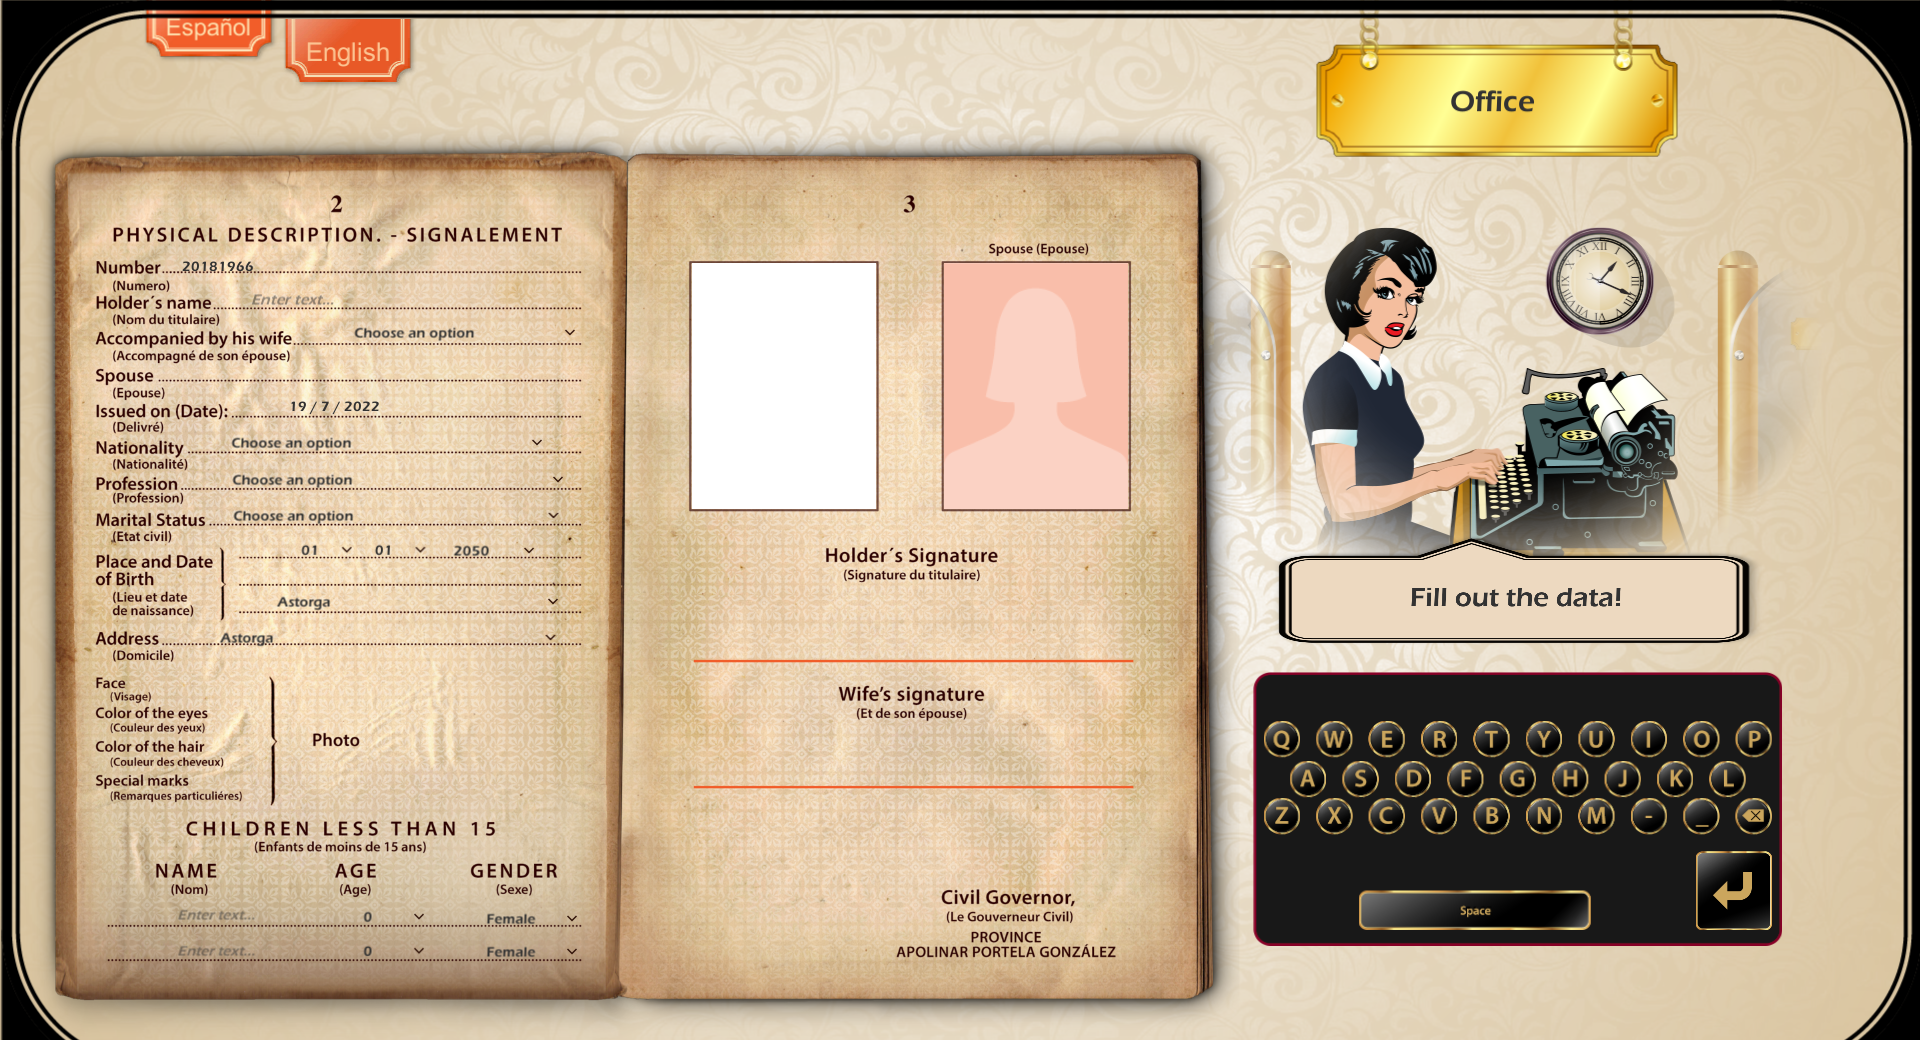 Español
English
Office
2
PHYSICAL DESCRIPTION. - SIGNALEMENT
Number 20181966
(Numero)
Holder´s name Enter text...
(Nom du titulaire)
Accompanied by his wife Choose an option
(Accompagné de son épouse)
Spouse
(Epouse)
Issued on (Date): 19 / 7 / 2022
(Delivré)
Nationality Choose an option
(Nationalité)
Profession Choose an option
(Profession)
Marital Status Choose an option
(Etat civil)
01 01 2050
Place and Date
of Birth
(Lieu et date
de naissance)
Astorga
Address Astorga
(Domicile)
Face
(Visage)
Color of the eyes
(Couleur des yeux)
Color of the hair
(Couleur des cheveux)
Special marks
(Remarques particuliéres)
Photo
CHILDREN LESS THAN 15
(Enfants de moins de 15 ans)
NAME AGE GENDER
(Nom) (Age) (Sexe)
Enter text... 0 Female
Enter text... 0 Female
3
Spouse (Epouse)
Holder´s Signature
(Signature du titulaire)
Wife's signature
(Et de son épouse)
Civil Governor,
(Le Gouverneur Civil)
PROVINCE
APOLINAR PORTELA GONZÁLEZ
Fill out the data!
Q W E R T Y U I O P
A S D F G H J K L
Z X C V B N M - _
Space